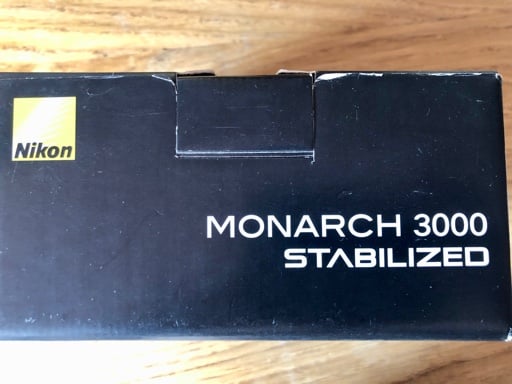 Nikon
MONARCH 3000
STABILIZED